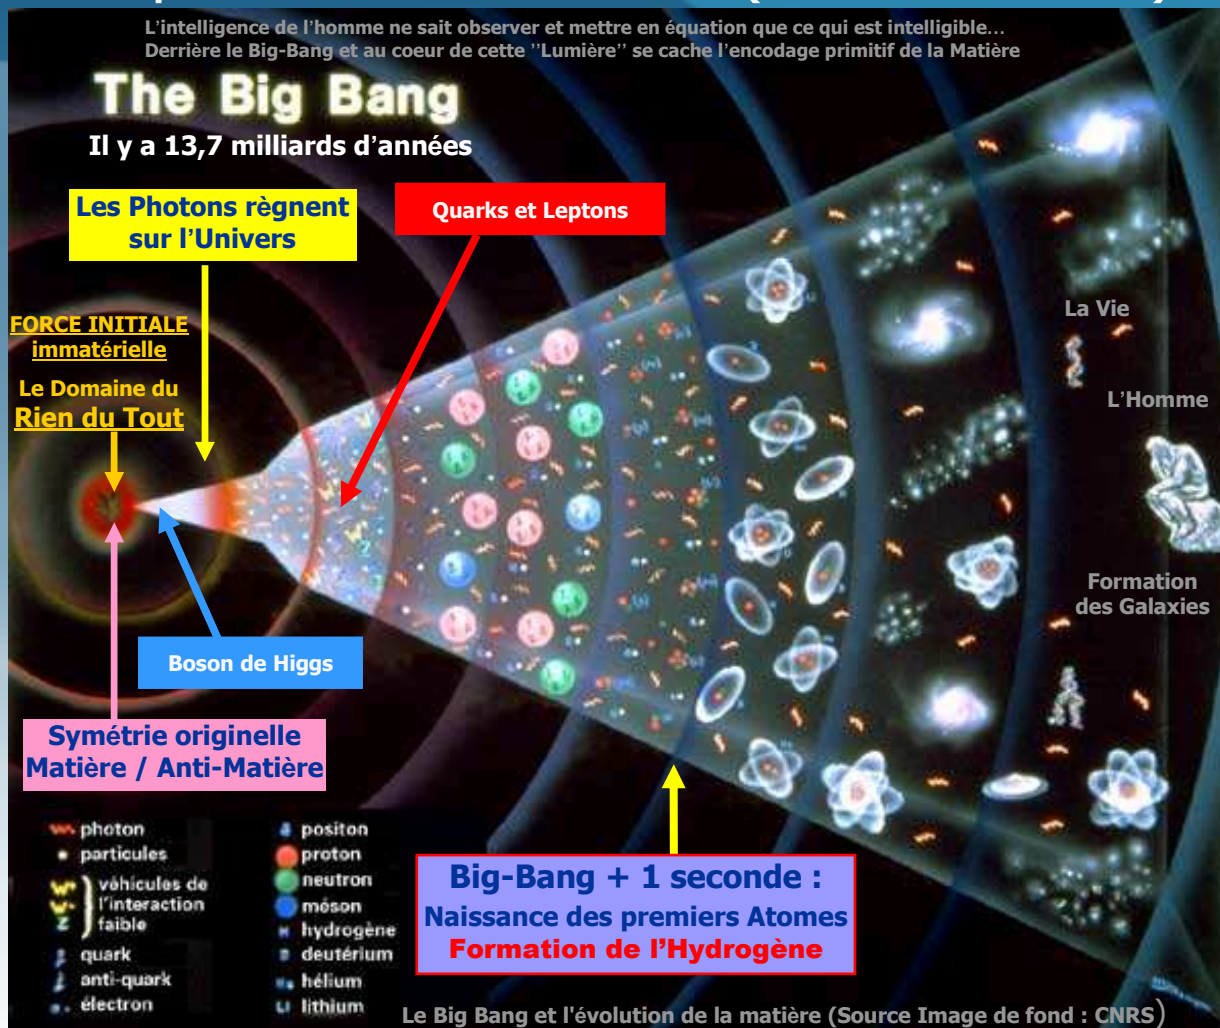 L'intelligence de l'homme ne sait observer et mettre en équation que ce qui est intelligible...
Derrière le Big-Bang et au coeur de cette ''Lumière'' se cache l'encodage primitif de la Matière
The Big Bang
Il y a 13,7 milliards d'années
Les Photons règnent
sur l'Univers
Quarks et Leptons
FORCE INITIALE
immatérielle
Le Domaine du
Rien du Tout
La Vie
L'Homme
Formation
des Galaxies
Boson de Higgs
Symétrie originelle
Matière / Anti-Matière
photon
particules
W+
W-
Z
véhicules de
l'interaction
faible
quark
anti-quark
électron
positon
proton
neutron
méson
H hydrogène
deutérium
He hélium
Li lithium
Big-Bang + 1 seconde :
Naissance des premiers Atomes
Formation de l'Hydrogène
Le Big Bang et l'évolution de la matière (Source Image de fond : CNRS)